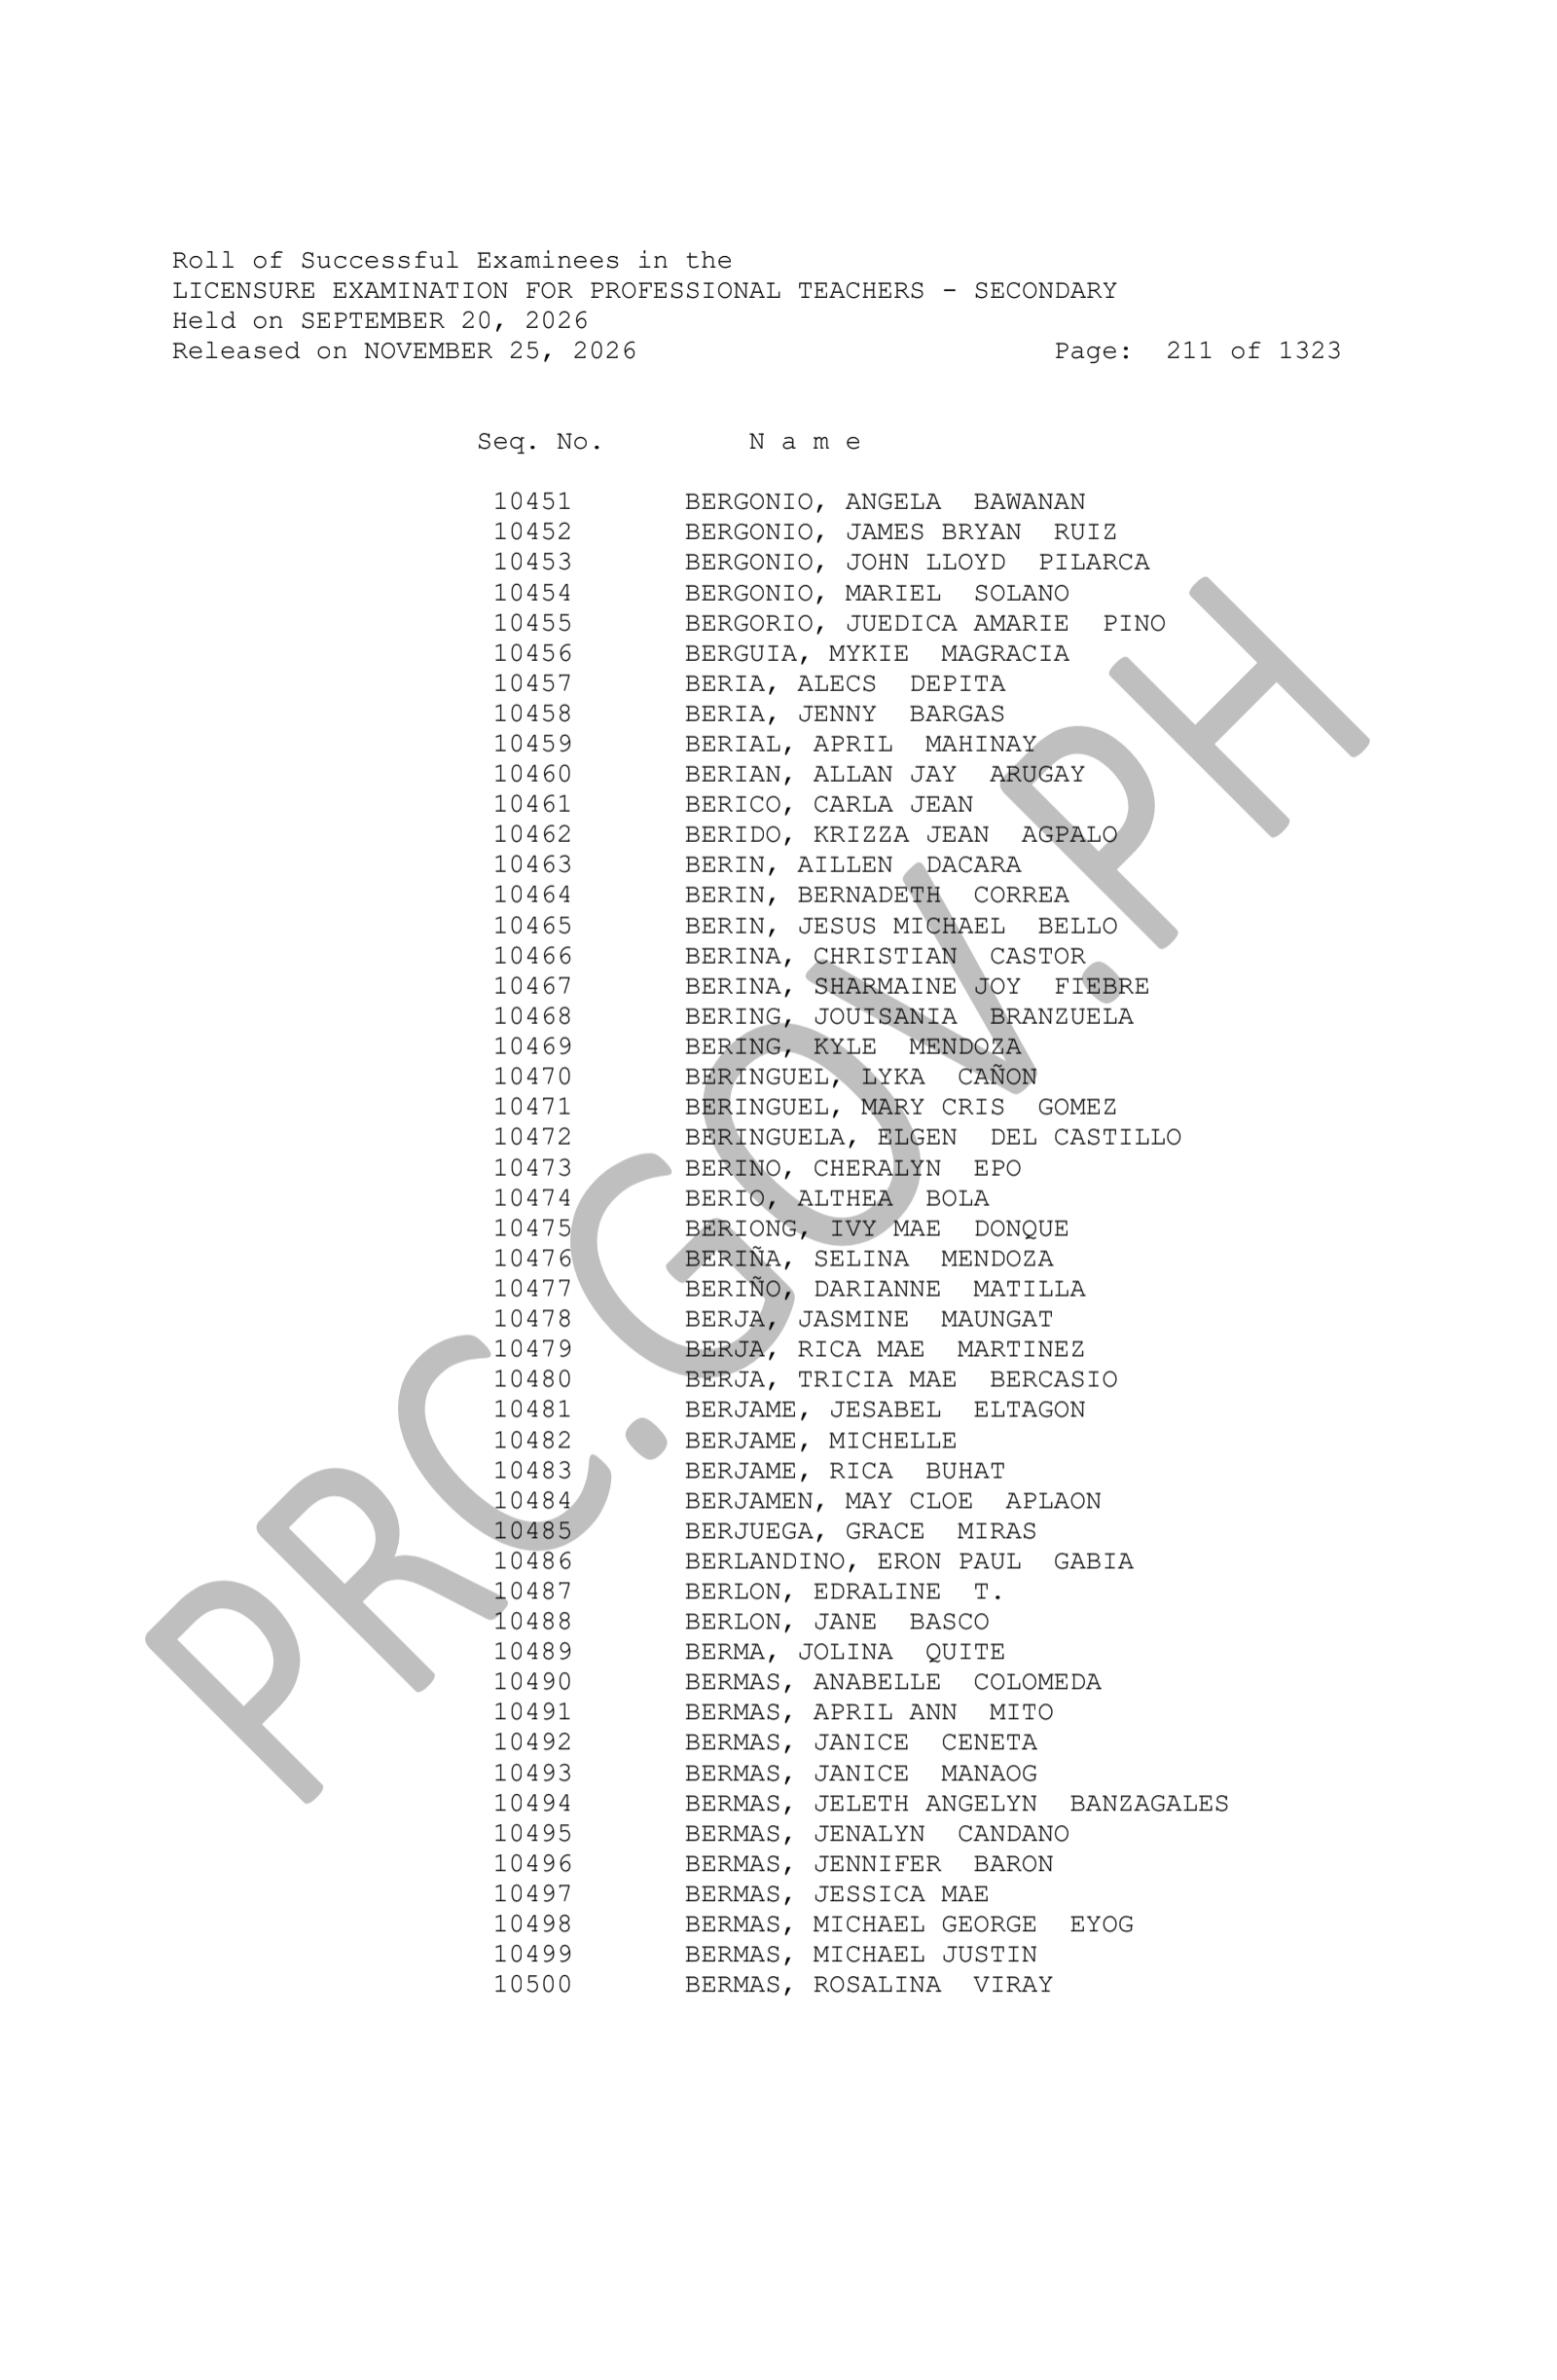 Roll of Successful Examinees in the
LICENSURE EXAMINATION FOR PROFESSIONAL TEACHERS - SECONDARY
Held on SEPTEMBER 20, 2026
Released on NOVEMBER 25, 2026 Page: 211 of 1323
Seq. No. N a m e
10451 BERGONIO, ANGELA BAWANAN
10452 BERGONIO, JAMES BRYAN RUIZ
10453 BERGONIO, JOHN LLOYD PILARCA
10454 BERGONIO, MARIEL SOLANO
10455 BERGORIO, JUEDICA AMARIE PINO
10456 BERGUIA, MYKIE MAGRACIA
10457 BERIA, ALECS DEPITA
10458 BERIA, JENNY BARGAS
10459 BERIAL, APRIL MAHINAY
10460 BERIAN, ALLAN JAY ARUGAY
10461 BERICO, CARLA JEAN
10462 BERIDO, KRIZZA JEAN AGPALO
10463 BERIN, AILLEN DACARA
10464 BERIN, BERNADETH CORREA
10465 BERIN, JESUS MICHAEL BELLO
10466 BERINA, CHRISTIAN CASTOR
10467 BERINA, SHARMAINE JOY FIEBRE
10468 BERING, JOUISANIA BRANZUELA
10469 BERING, KYLE MENDOZA
10470 BERINGUEL, LYKA CAÑON
10471 BERINGUEL, MARY CRIS GOMEZ
10472 BERINGUELA, ELGEN DEL CASTILLO
10473 BERINO, CHERALYN EPO
10474 BERIO, ALTHEA BOLA
10475 BERIONG, IVY MAE DONQUE
10476 BERIÑA, SELINA MENDOZA
10477 BERIÑO, DARIANNE MATILLA
10478 BERJA, JASMINE MAUNGAT
10479 BERJA, RICA MAE MARTINEZ
10480 BERJA, TRICIA MAE BERCASIO
10481 BERJAME, JESABEL ELTAGON
10482 BERJAME, MICHELLE
10483 BERJAME, RICA BUHAT
10484 BERJAMEN, MAY CLOE APLAON
10485 BERJUEGA, GRACE MIRAS
10486 BERLANDINO, ERON PAUL GABIA
10487 BERLON, EDRALINE T.
10488 BERLON, JANE BASCO
10489 BERMA, JOLINA QUITE
10490 BERMAS, ANABELLE COLOMEDA
10491 BERMAS, APRIL ANN MITO
10492 BERMAS, JANICE CENETA
10493 BERMAS, JANICE MANAOG
10494 BERMAS, JELETH ANGELYN BANZAGALES
10495 BERMAS, JENALYN CANDANO
10496 BERMAS, JENNIFER BARON
10497 BERMAS, JESSICA MAE
10498 BERMAS, MICHAEL GEORGE EYOG
10499 BERMAS, MICHAEL JUSTIN
10500 BERMAS, ROSALINA VIRAY
PRC.GOV.PH